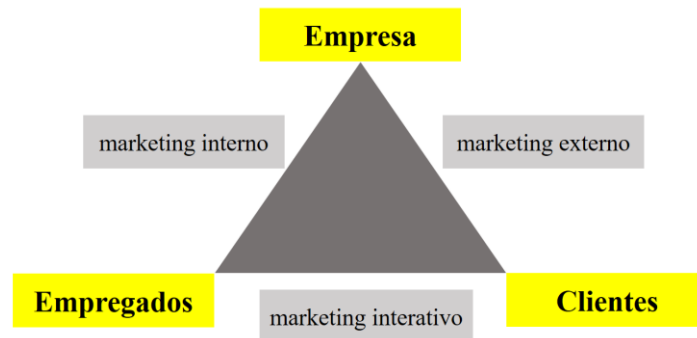 Empresa
marketing interno
marketing externo
Empregados
Clientes
marketing interativo